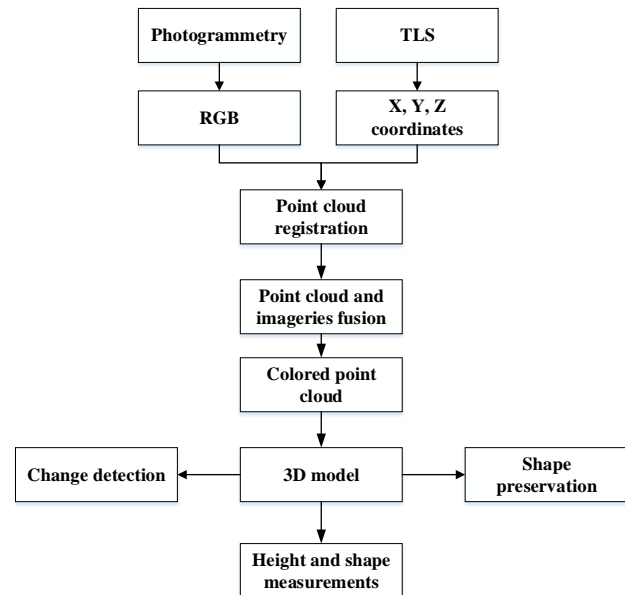 Photogrammetry
TLS
RGB
X, Y, Z
coordinates
Point cloud
registration
Point cloud and
imageries fusion
Colored point
cloud
Change detection
3D model
Shape
preservation
Height and shape
measurements